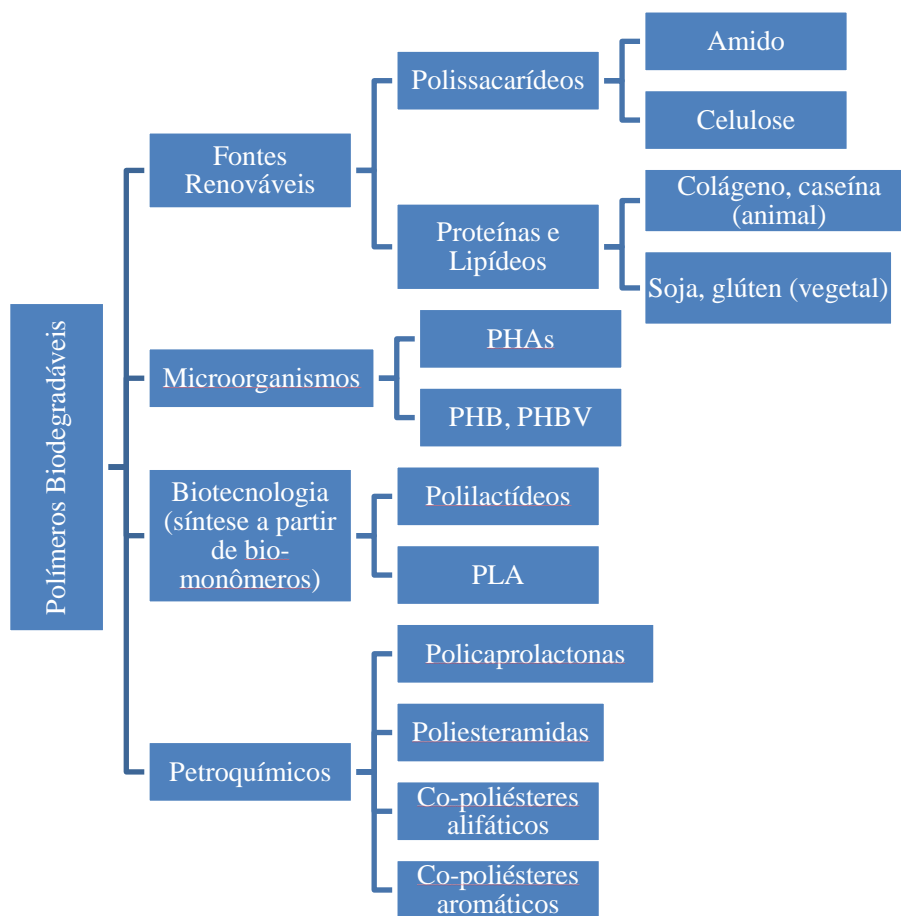 Polímeros Biodegradáveis
Fontes
Renováveis
Polissacarídeos
Amido
Celulose
Proteínas e
Lipídeos
Colágeno, caseína
(animal)
Soja, glúten (vegetal)
Microorganismos
PHAs
PHB, PHBV
Biotecnologia
(síntese a partir
de bio-
monômeros)
Polilactídeos
PLA
Petroquímicos
Policaprolactonas
Poliesteramidas
Co-poliésteres
alifáticos
Co-poliésteres
aromáticos